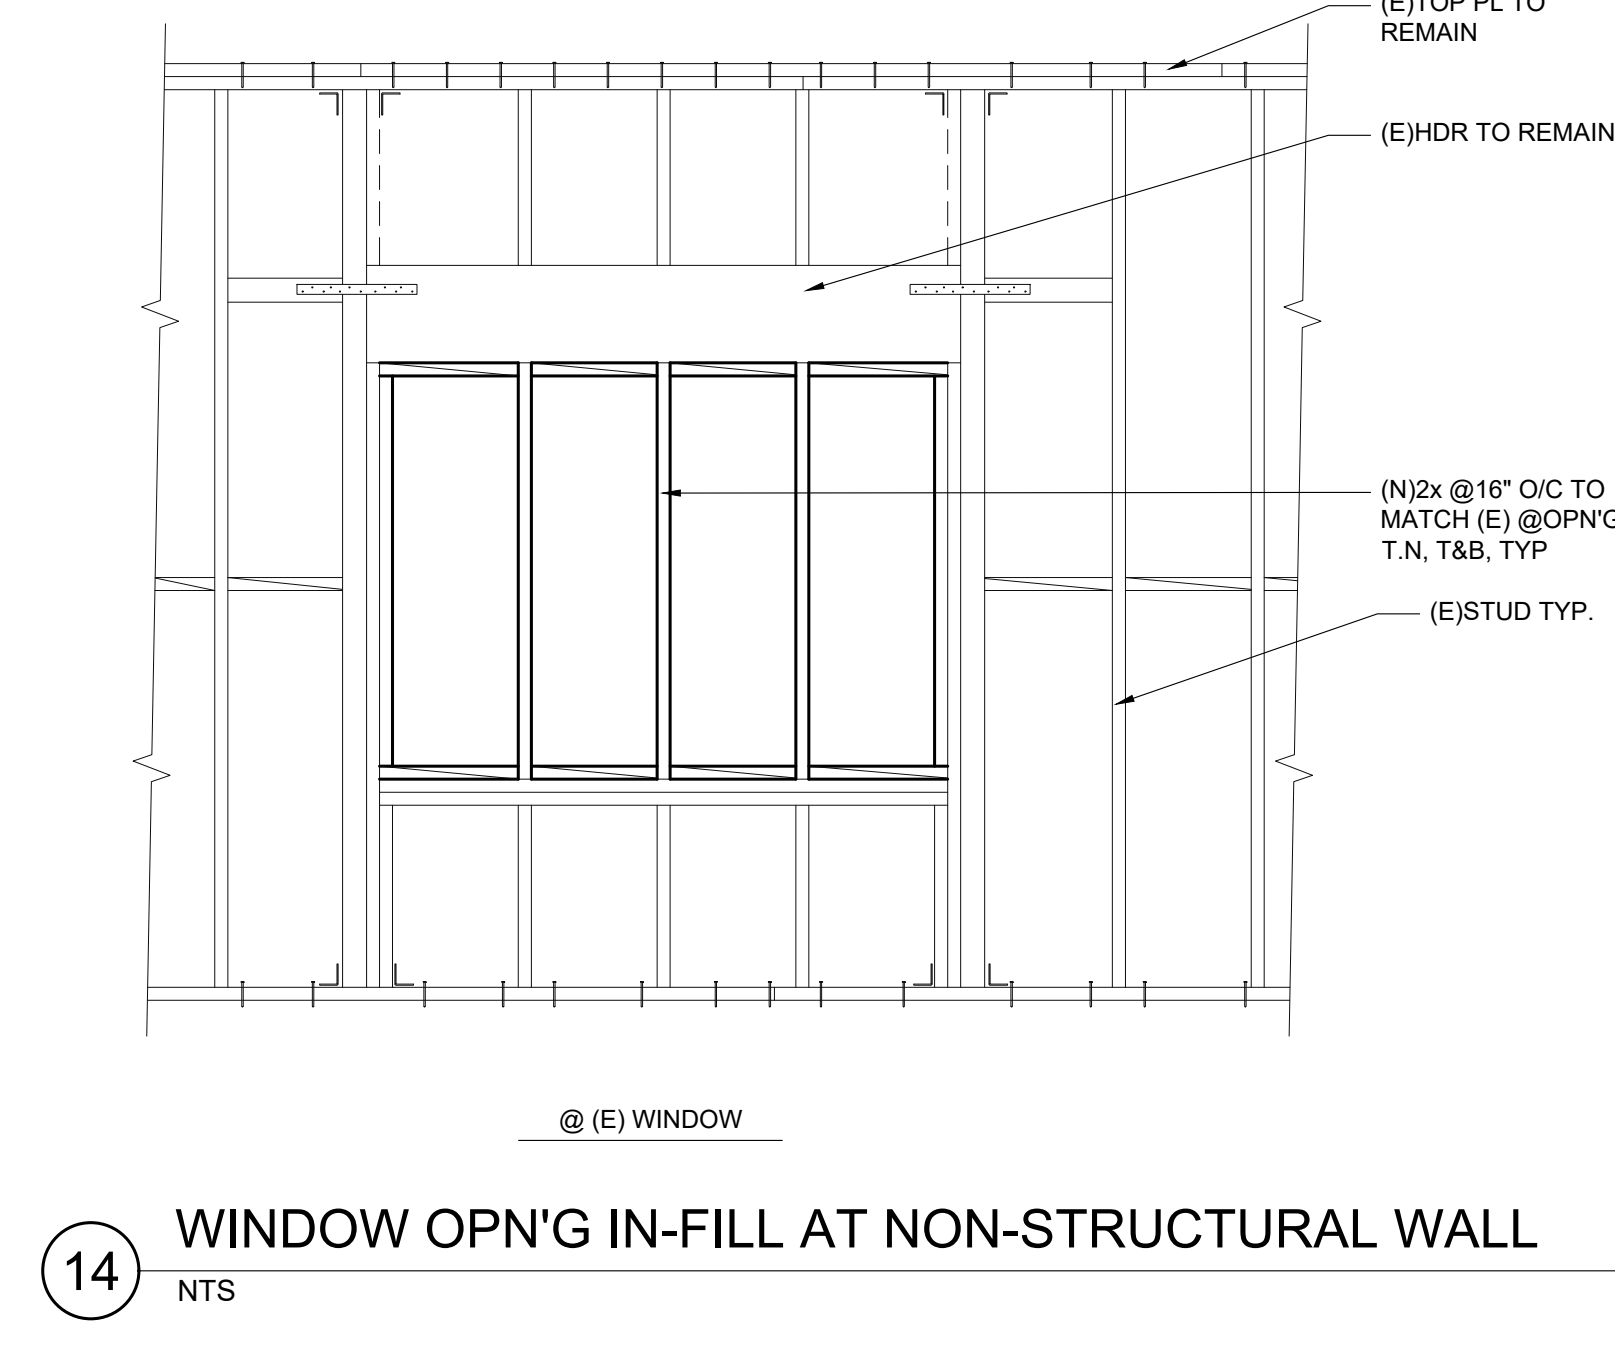 (E)TOP PL TO
REMAIN
(E)HDR TO REMAIN
(N)2x @16" O/C TO
MATCH (E) @OPN'G
T.N, T&B, TYP
(E)STUD TYP.
@ (E) WINDOW
14
WINDOW OPN'G IN-FILL AT NON-STRUCTURAL WALL
NTS